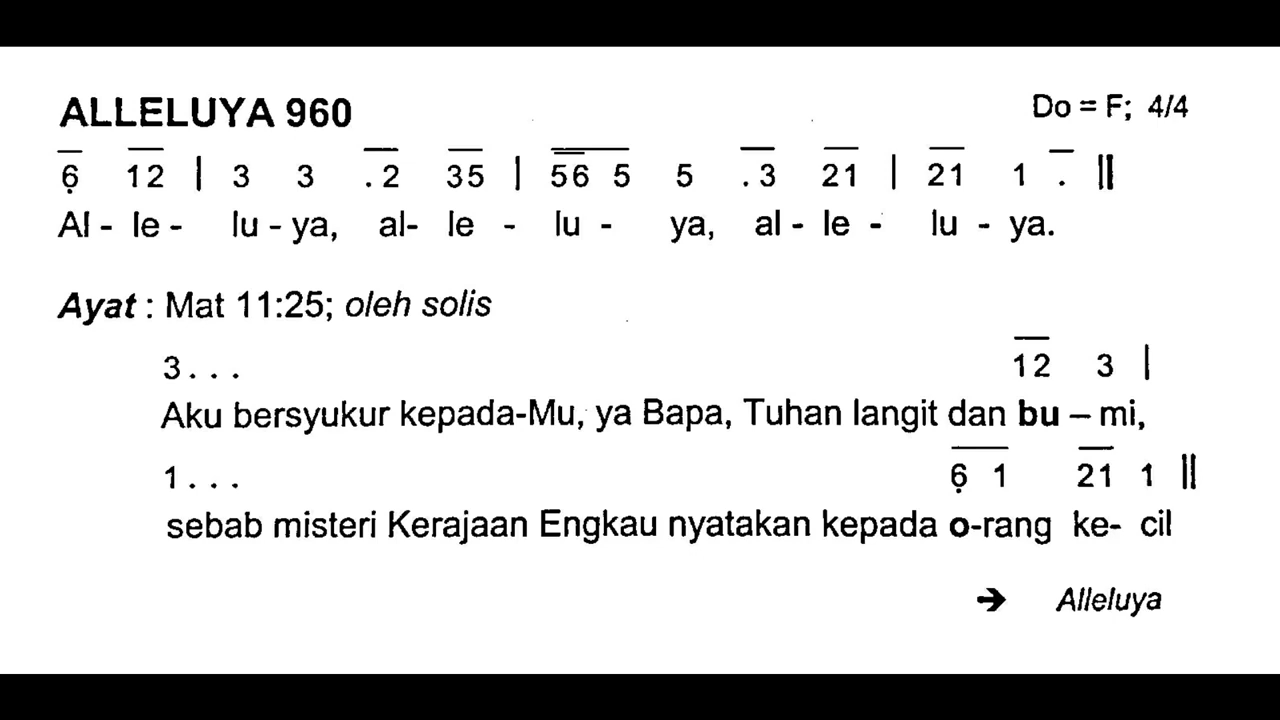 ALLELUYA 960 Do = F; 4/4
6̣ 12 | 3 3 . 2 35 | 56 5 5 . 3 21 | 21 1 . ||
Al - le - lu - ya, al- le - lu - ya, al - le - lu - ya.
Ayat : Mat 11:25; oleh solis
3 . . . 12 3 |
Aku bersyukur kepada-Mu, ya Bapa, Tuhan langit dan bu – mi,
1 . . . 6̣ 1 21 1 ||
sebab misteri Kerajaan Engkau nyatakan kepada o-rang ke- cil
➔ Alleluya